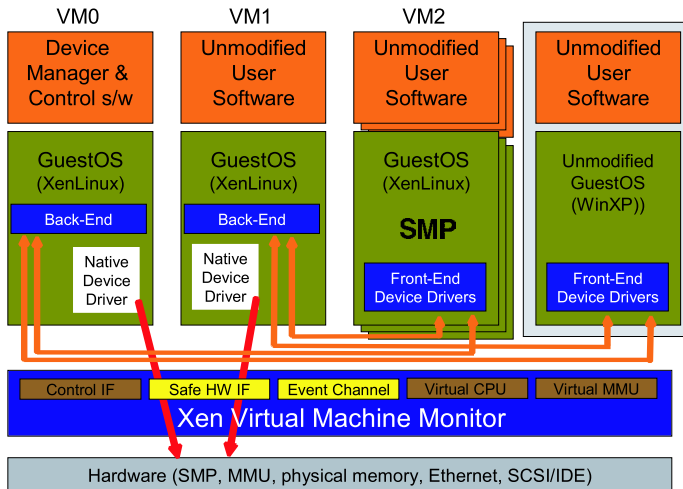 VM0
VM1
VM2
Device
Manager &
Control s/w
Unmodified
User
Software
Unmodified
User
Software
Unmodified
User
Software
GuestOS
(XenLinux)
Back-End
Native
Device
Driver
GuestOS
(XenLinux)
Back-End
Native
Device
Driver
GuestOS
(XenLinux)
SMP
Front-End
Device Drivers
Unmodified
GuestOS
(WinXP))
Front-End
Device Drivers
Control IF
Safe HW IF
Event Channel
Virtual CPU
Virtual MMU
Xen Virtual Machine Monitor
Hardware (SMP, MMU, physical memory, Ethernet, SCSI/IDE)